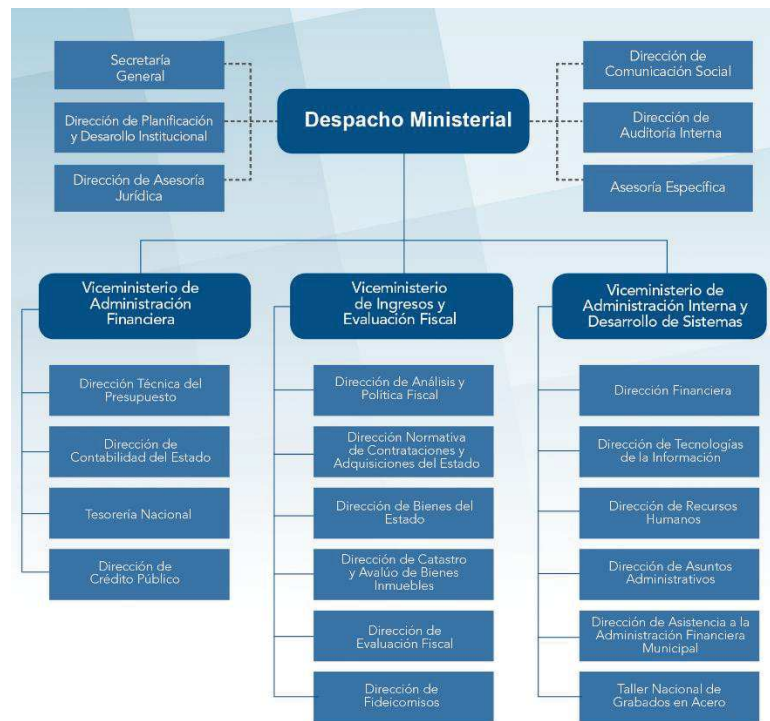 Secretaría
General
Dirección de Planificación
y Desarollo Institucional
Dirección de Asesoría
Jurídica
Despacho Ministerial
Dirección de
Comunicación Social
Dirección de
Auditoría Interna
Asesoría Específica
Viceministerio de
Administración
Financiera
Dirección Técnica del
Presupuesto
Dirección de
Contabilidad del Estado
Tesorería Nacional
Dirección de
Crédito Público
Viceministerio
de Ingresos y
Evaluación Fiscal
Dirección de Análisis y
Política Fiscal
Dirección Normativa
de Contrataciones y
Adquisiciones del Estado
Dirección de Bienes del
Estado
Dirección de Catastro
y Avalúo de Bienes
Inmuebles
Dirección de
Evaluación Fiscal
Dirección de
Fideicomisos
Viceministerio de
Administración Interna y
Desarrollo de Sistemas
Dirección Financiera
Dirección de Tecnologías
de la Información
Dirección de Recursos
Humanos
Dirección de Asuntos
Administrativos
Dirección de Asistencia a la
Administración Financiera
Municipal
Taller Nacional de
Grabados en Acero